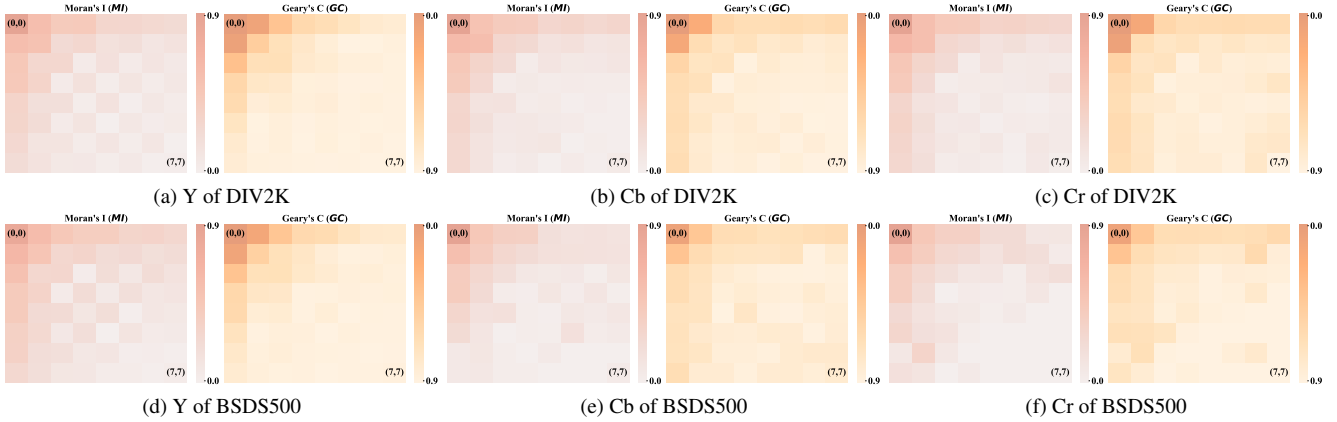 Moran's I (MI) Geary's C (GC) Moran's I (MI) Geary's C (GC) Moran's I (MI) Geary's C (GC)
(0,0) 0.9 (0,0) 0.0 (0,0) 0.9 (0,0) 0.0 (0,0) 0.9 (0,0) 0.0
(7,7) 0.0 (7,7) 0.9 (7,7) 0.0 (7,7) 0.9 (7,7) 0.0 (7,7) 0.9
(a) Y of DIV2K (b) Cb of DIV2K (c) Cr of DIV2K
Moran's I (MI) Geary's C (GC) Moran's I (MI) Geary's C (GC) Moran's I (MI) Geary's C (GC)
(0,0) 0.9 (0,0) 0.0 (0,0) 0.9 (0,0) 0.0 (0,0) 0.9 (0,0) 0.0
(7,7) 0.0 (7,7) 0.9 (7,7) 0.0 (7,7) 0.9 (7,7) 0.0 (7,7) 0.9
(d) Y of BSDS500 (e) Cb of BSDS500 (f) Cr of BSDS500